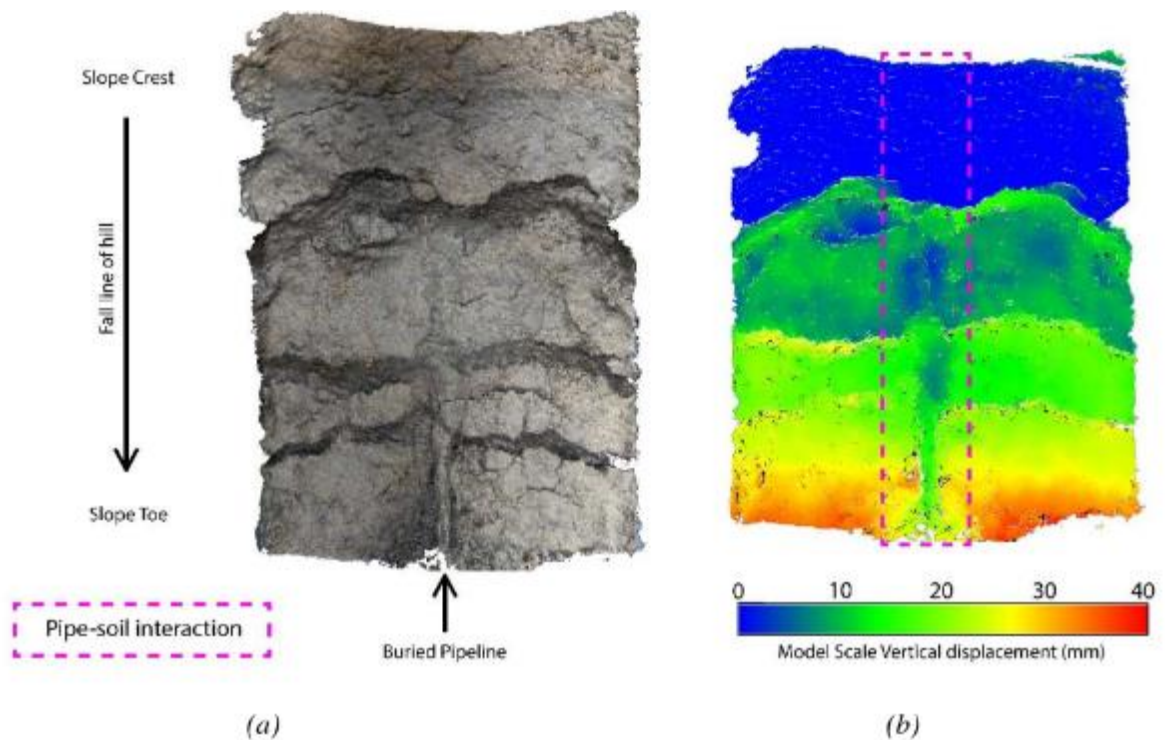 Slope Crest
Fall line of hill
Slope Toe
Pipe-soil interaction
Buried Pipeline
0 10 20 30 40
Model Scale Vertical displacement (mm)
(a)
(b)